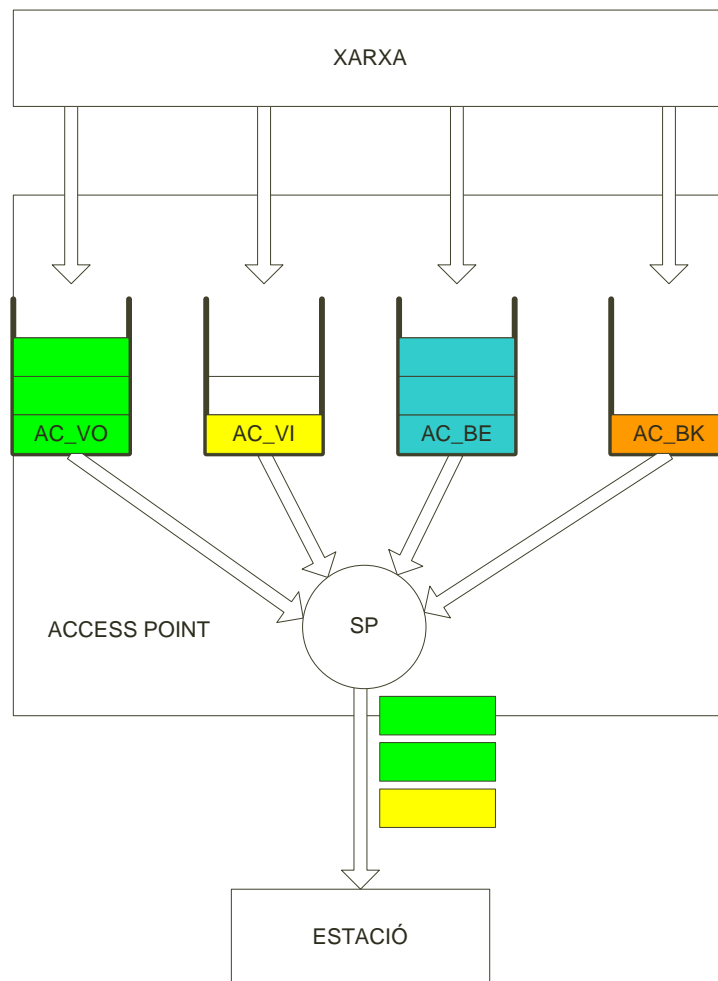 XARXA
AC_VO
AC_VI
AC_BE
AC_BK
SP
ACCESS POINT
ESTACIÓ